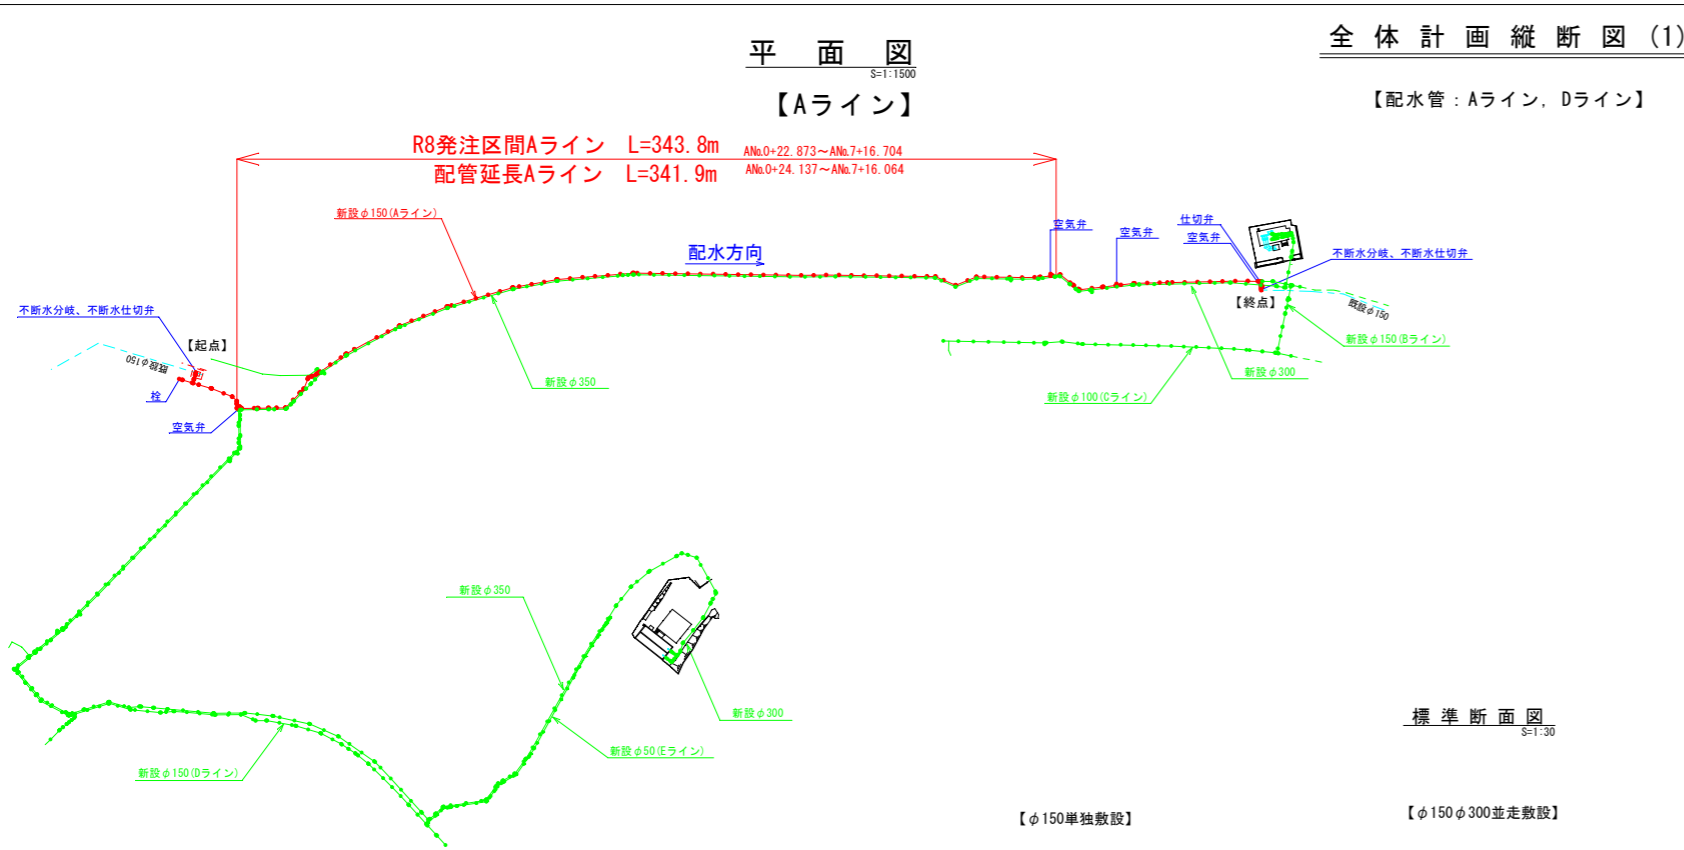 全体計画縦断図(1)
平面図
S=1:1500
【Aライン】
【配水管：Aライン, Dライン】
R8発注区間Aライン L=343.8m ANo.0+22.873～ANo.7+16.704
配管延長Aライン L=341.9m ANo.0+24.137～ANo.7+16.064
新設φ150(Aライン)
配水方向
空気弁
空気弁
仕切弁
空気弁
不断水分岐、不断水仕切弁
【終点】
既設φ150
不断水分岐、不断水仕切弁
【起点】
既設φ150
栓
空気弁
新設φ350
新設φ150(Bライン)
新設φ300
新設φ100(Cライン)
新設φ350
新設φ300
新設φ50(Eライン)
新設φ150(Dライン)
標準断面図
S=1:30
【φ150単独敷設】
【φ150φ300並走敷設】